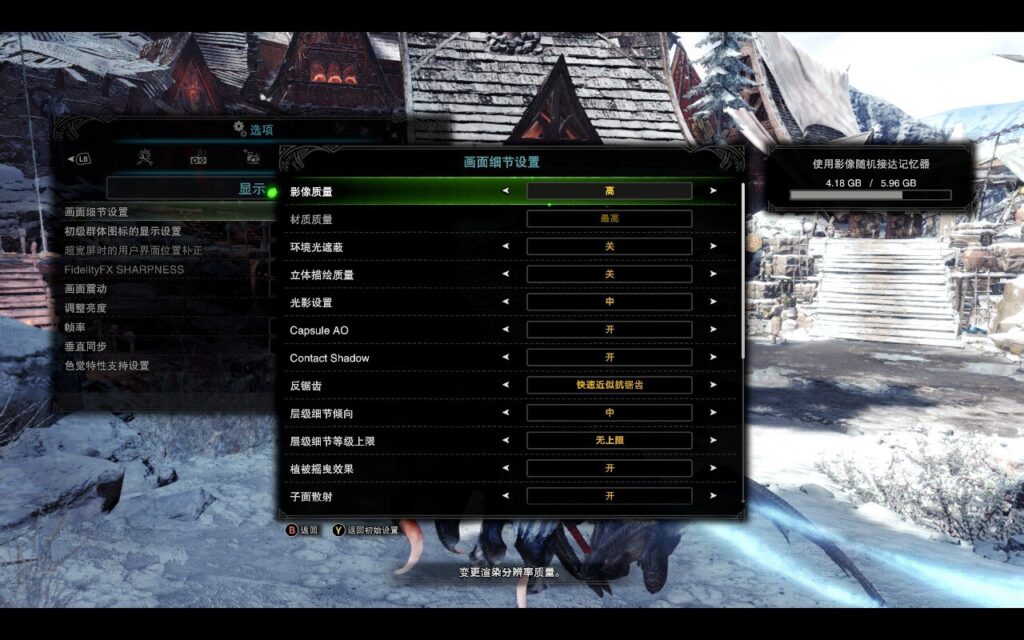 选项
LB
显示
画面细节设置
初级群体图标的显示设置
超宽屏时的用户界面位置补正
FidelityFX SHARPNESS
画面震动
调整亮度
帧率
垂直同步
色觉特性支持设置
画面细节设置
影像质量 高
材质质量 最高
环境光遮蔽 关
立体描绘质量 关
光影设置 中
Capsule AO 开
Contact Shadow 开
反锯齿 快速近似抗锯齿
层级细节倾向 中
层级细节等级上限 无上限
植被摇曳效果 开
子面散射 开
B 返回 Y 返回初始设置
变更渲染分辨率质量。
使用影像随机接达记忆器
4.18 GB / 5.96 GB